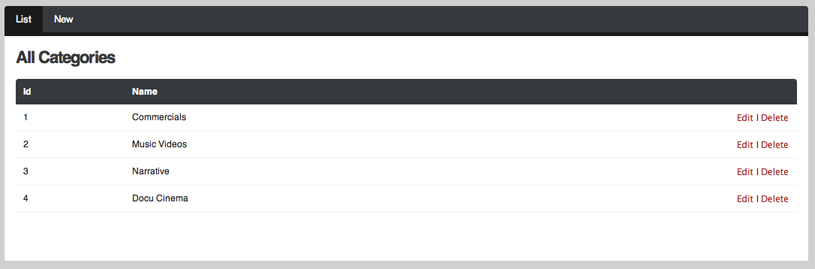 List New
All Categories
Id Name
1 Commercials Edit | Delete
2 Music Videos Edit | Delete
3 Narrative Edit | Delete
4 Docu Cinema Edit | Delete